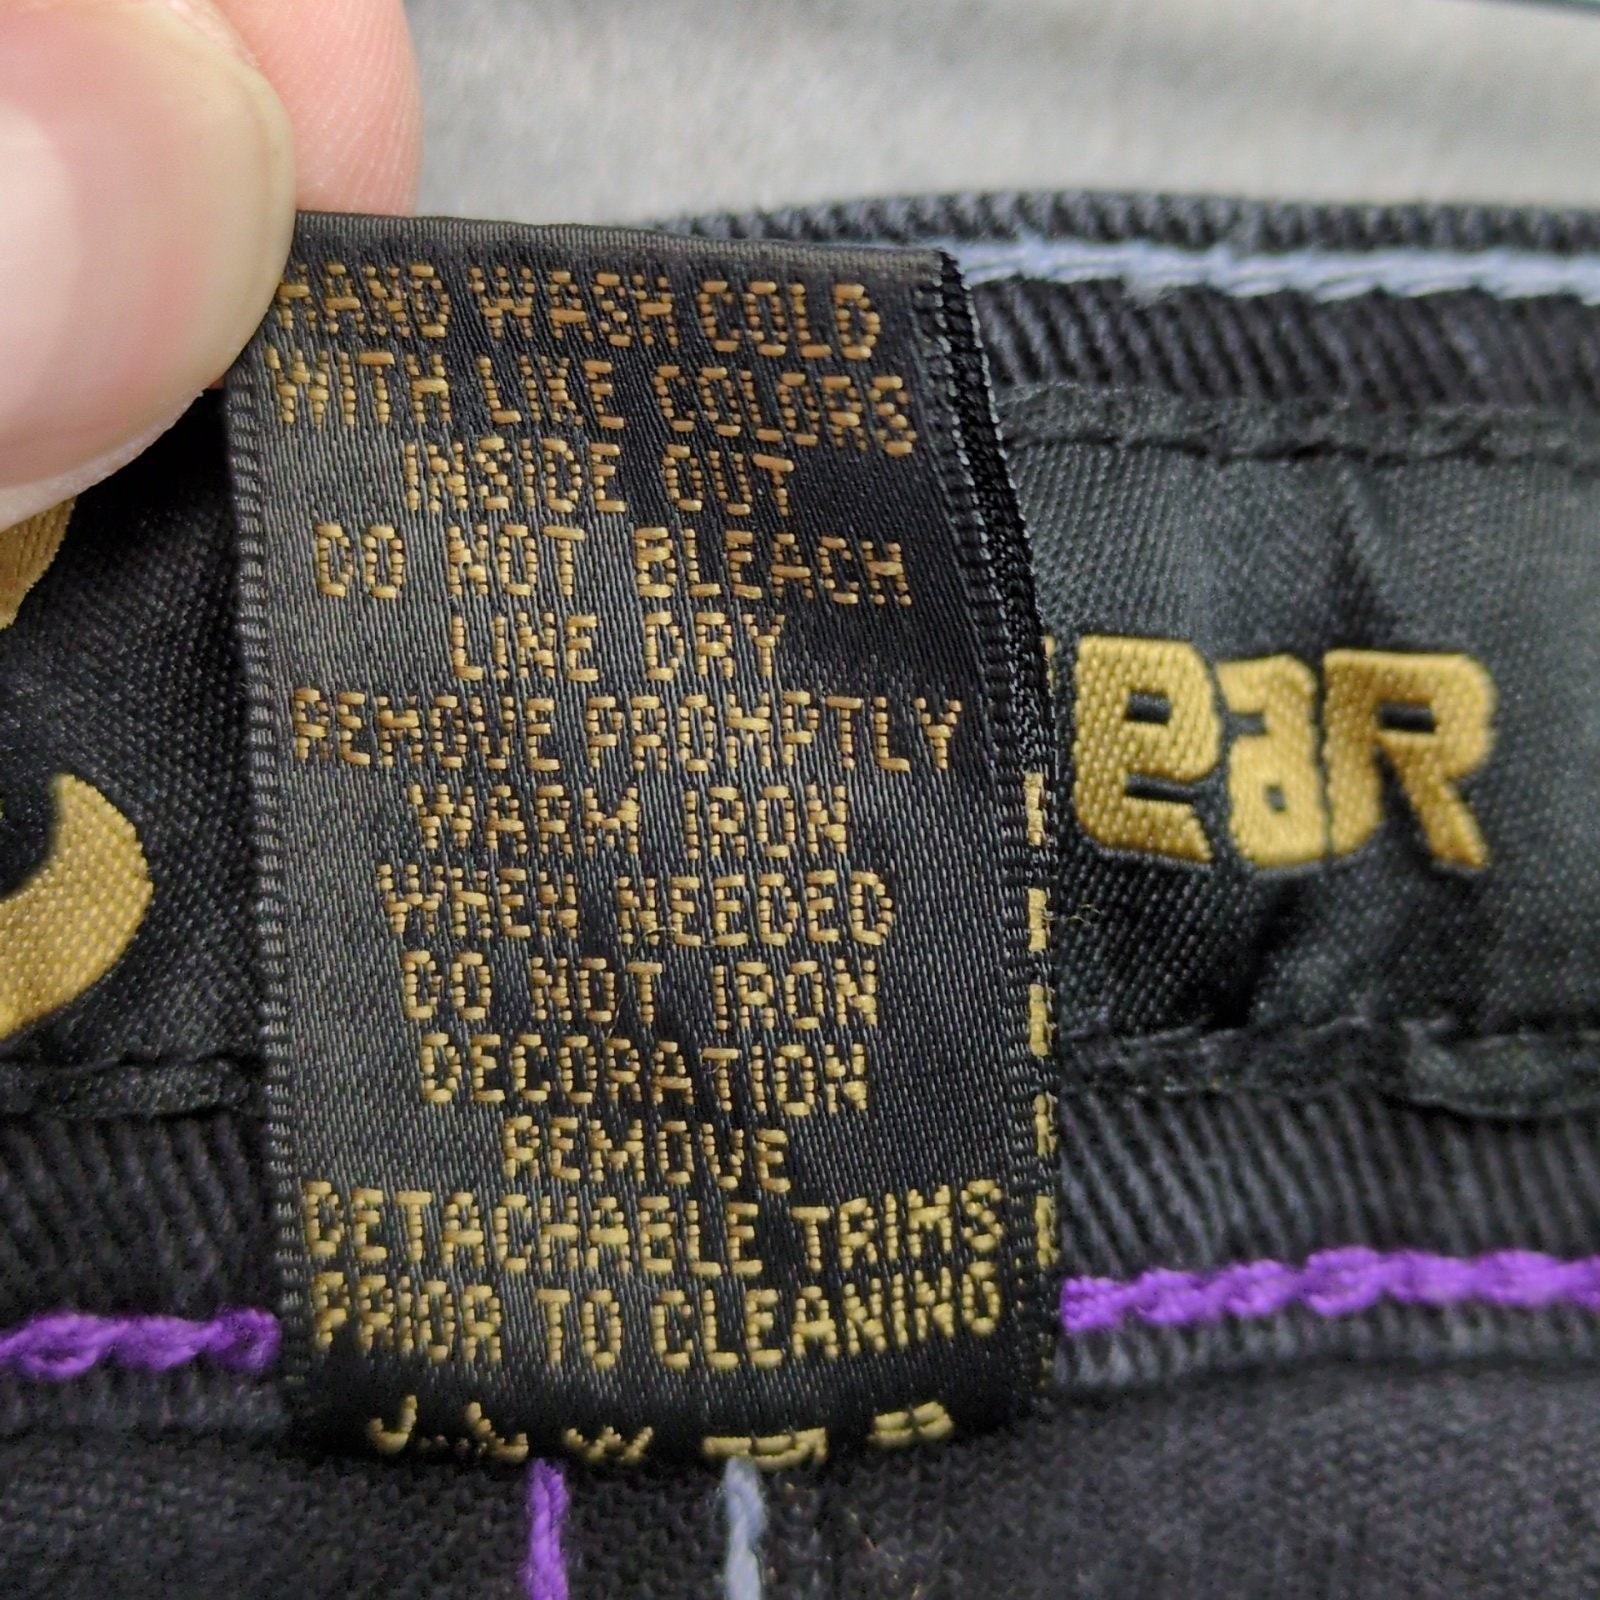 HAND WASH COLD
WITH LIKE COLORS
INSIDE OUT
DO NOT BLEACH
LINE DRY
REMOVE PROMPTLY
WARM IRON
WHEN NEEDED
DO NOT IRON
DECORATION
REMOVE
DETACHABLE TRIMS
PRIOR TO CLEANING
eaR